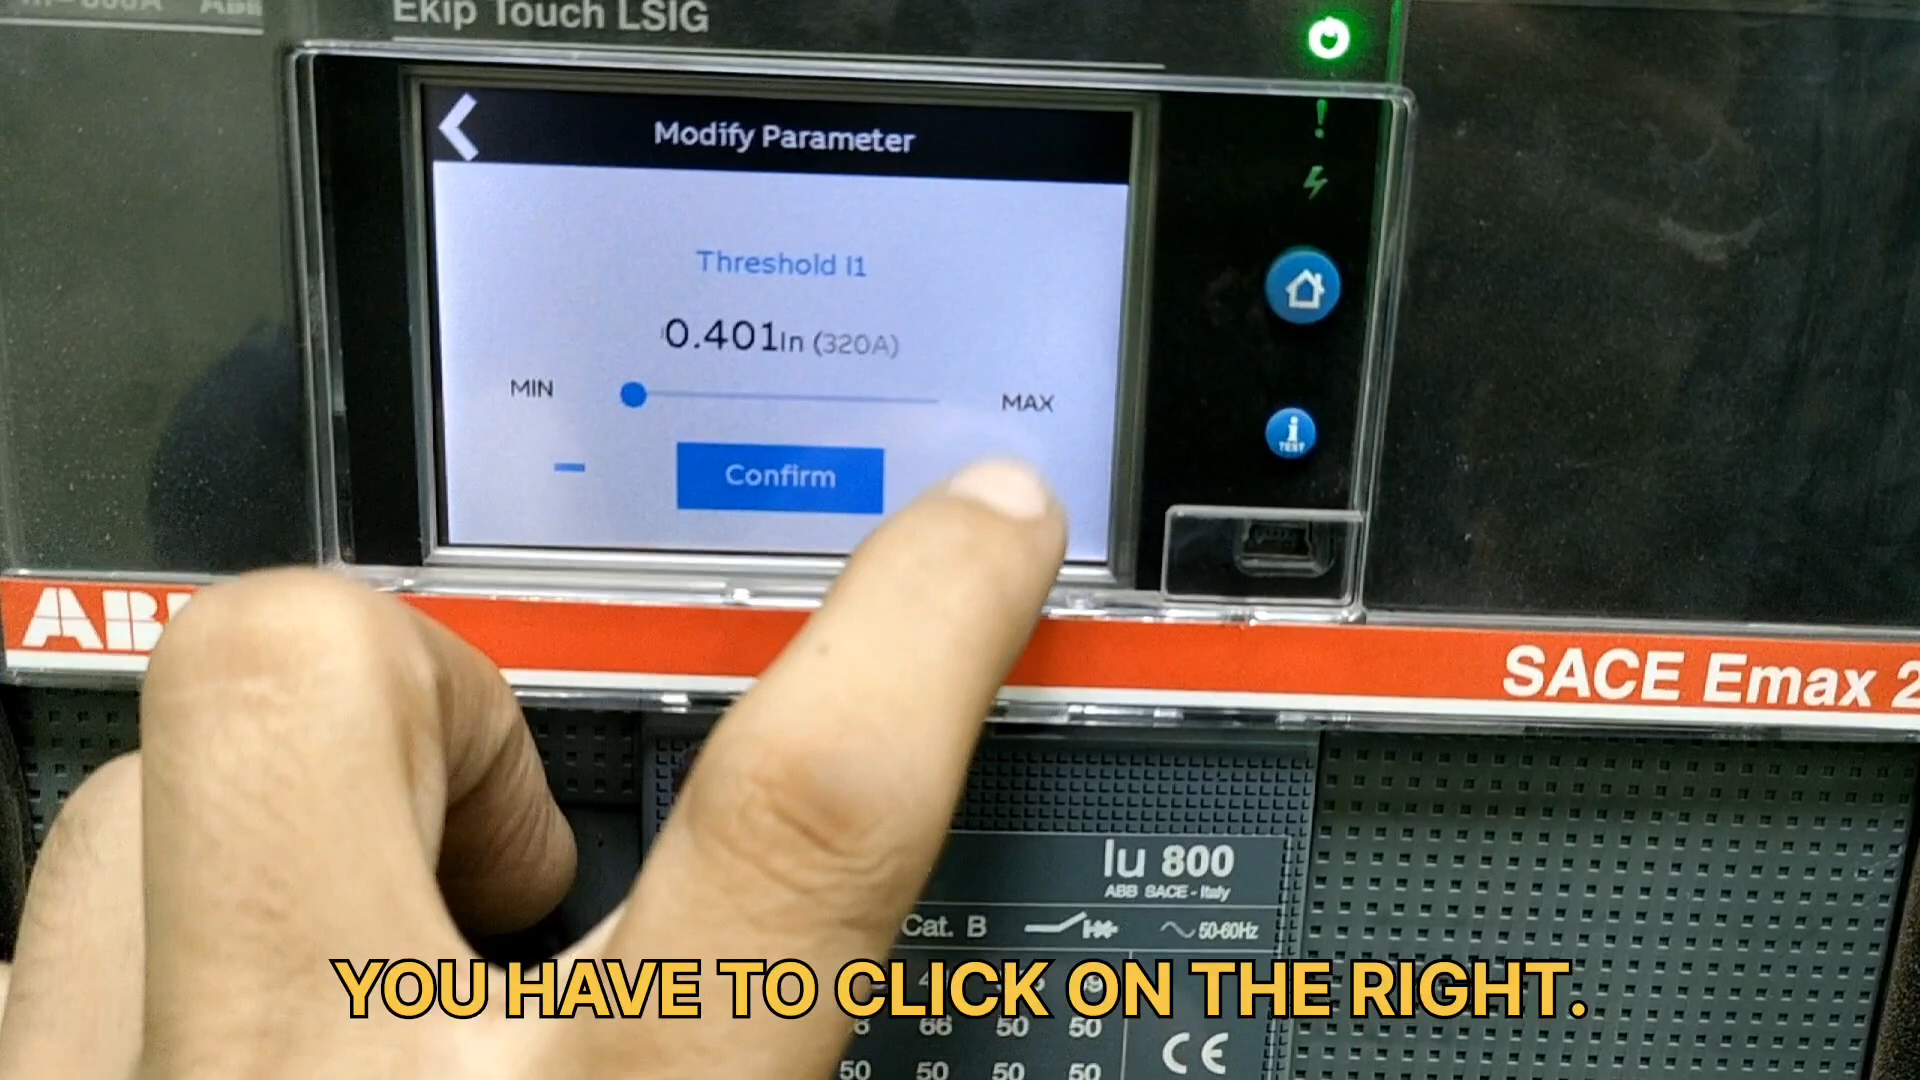 Ekip Touch LSIG
Modify Parameter
Threshold I1
0.401In (320A)
MIN
MAX
Confirm
i
TEST
SACE Emax 2
Iu 800
ABB SACE - Italy
Cat. B
50-60Hz
YOU HAVE TO CLICK ON THE RIGHT.
66 50 50
CE
50 50 50 50